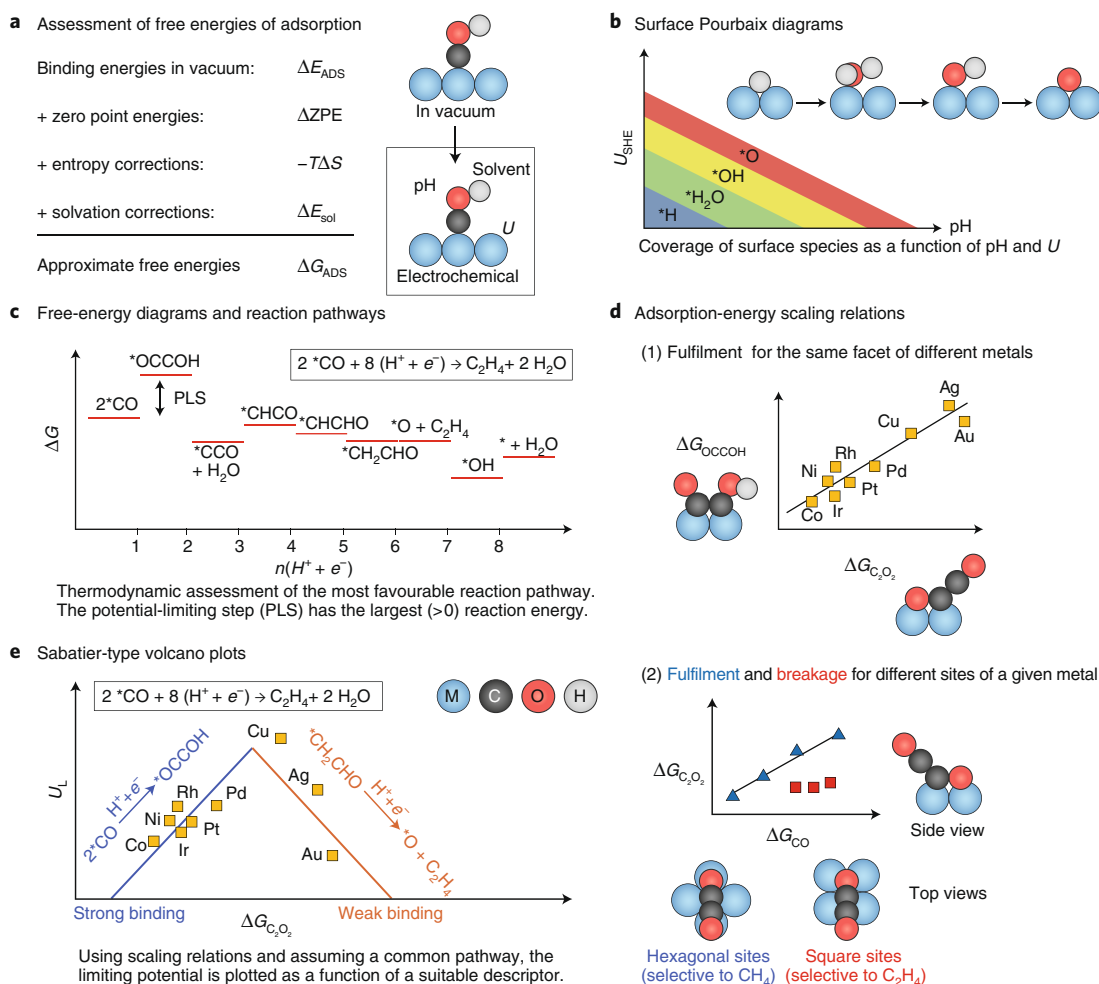 a Assessment of free energies of adsorption
Binding energies in vacuum: ΔE_ADS
+ zero point energies: ΔZPE
+ entropy corrections: −TΔS
+ solvation corrections: ΔE_sol
Approximate free energies ΔG_ADS
In vacuum
Solvent
pH
U
Electrochemical
b Surface Pourbaix diagrams
U_SHE
*O
*OH
*H₂O
*H
pH
Coverage of surface species as a function of pH and U
c Free-energy diagrams and reaction pathways
2 *CO + 8 (H⁺ + e⁻) → C₂H₄+ 2 H₂O
ΔG
*OCCOH
2*CO
PLS
*CCO
+ H₂O
*CHCO
*CHCHO
*CH₂CHO
*O + C₂H₄
*OH
* + H₂O
1 2 3 4 5 6 7 8
n(H⁺ + e⁻)
Thermodynamic assessment of the most favourable reaction pathway.
The potential-limiting step (PLS) has the largest (>0) reaction energy.
d Adsorption-energy scaling relations
(1) Fulfilment for the same facet of different metals
ΔG_OCCOH
Ag
Cu
Au
Rh
Ni
Pd
Pt
Co
Ir
ΔG_C₂O₂
(2) Fulfilment and breakage for different sites of a given metal
ΔG_C₂O₂
ΔG_CO
Side view
Top views
Hexagonal sites
(selective to CH₄)
Square sites
(selective to C₂H₄)
e Sabatier-type volcano plots
2 *CO + 8 (H⁺ + e⁻) → C₂H₄+ 2 H₂O
M C O H
U_L
2*CO H⁺+e⁻ *OCCOH
*CH₂CHO H⁺+e⁻ *O + C₂H₄
Cu
Ag
Rh
Pd
Ni
Pt
Co
Ir
Au
Strong binding
Weak binding
ΔG_C₂O₂
Using scaling relations and assuming a common pathway, the
limiting potential is plotted as a function of a suitable descriptor.